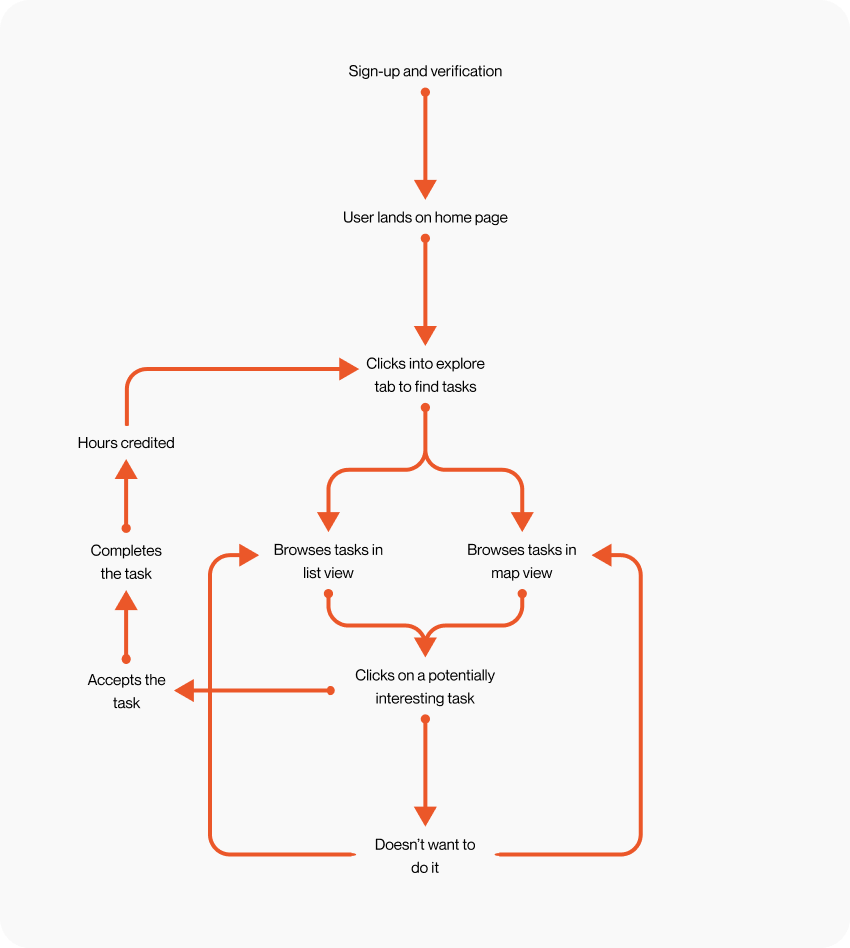 Sign-up and verification
User lands on home page
Clicks into explore
tab to find tasks
Hours credited
Completes
the task
Browses tasks in
list view
Browses tasks in
map view
Accepts the
task
Clicks on a potentially
interesting task
Doesn’t want to
do it